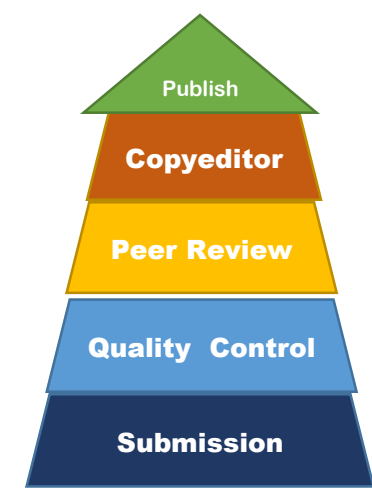 Publish
Copyeditor
Peer Review
Quality  Control
Submission